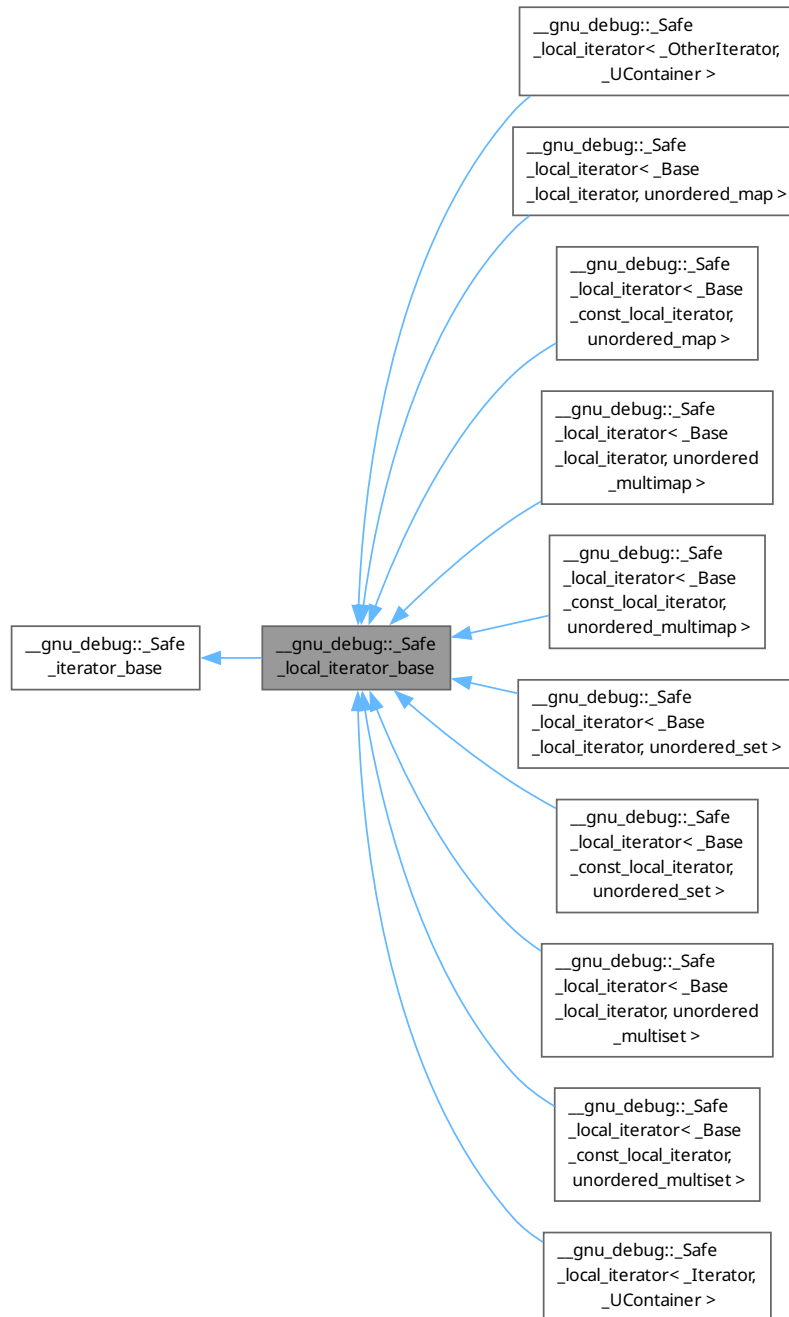 __gnu_debug::_Safe
_local_iterator< _OtherIterator,
_UContainer >
__gnu_debug::_Safe
_local_iterator< _Base
_local_iterator, unordered_map >
__gnu_debug::_Safe
_local_iterator< _Base
_const_local_iterator,
unordered_map >
__gnu_debug::_Safe
_local_iterator< _Base
_local_iterator, unordered
_multimap >
__gnu_debug::_Safe
_local_iterator< _Base
_const_local_iterator,
unordered_multimap >
__gnu_debug::_Safe
_iterator_base
__gnu_debug::_Safe
_local_iterator_base
__gnu_debug::_Safe
_local_iterator< _Base
_local_iterator, unordered_set >
__gnu_debug::_Safe
_local_iterator< _Base
_const_local_iterator,
unordered_set >
__gnu_debug::_Safe
_local_iterator< _Base
_local_iterator, unordered
_multiset >
__gnu_debug::_Safe
_local_iterator< _Base
_const_local_iterator,
unordered_multiset >
__gnu_debug::_Safe
_local_iterator< _Iterator,
_UContainer >